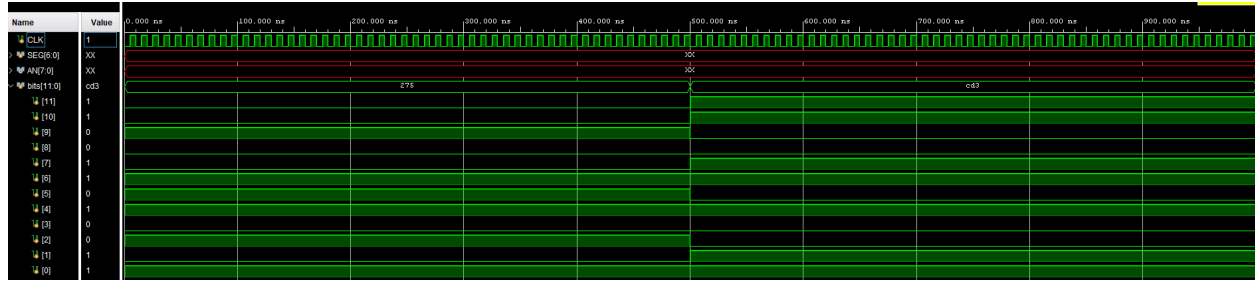 Name Value 0.000 ns 100.000 ns 200.000 ns 300.000 ns 400.000 ns 500.000 ns 600.000 ns 700.000 ns 800.000 ns 900.000 ns
CLK 1
SEG[6:0] XX XX
AN[7:0] XX XX
bits[11:0] cd3 275 cd3
[11] 1
[10] 1
[9] 0
[8] 0
[7] 1
[6] 1
[5] 0
[4] 1
[3] 0
[2] 0
[1] 1
[0] 1